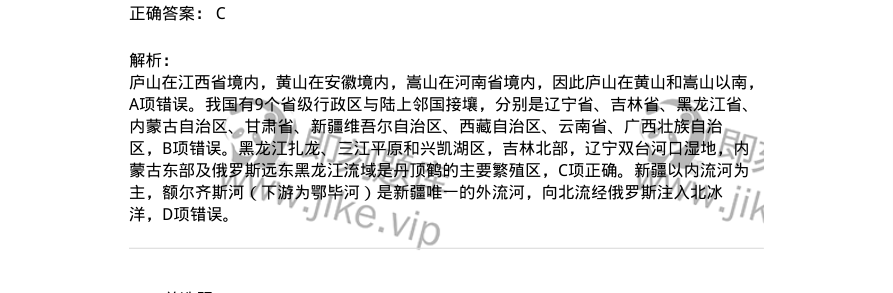 正确答案： C
解析：
庐山在江西省境内，黄山在安徽境内，嵩山在河南省境内，因此庐山在黄山和嵩山以南，
A项错误。我国有9个省级行政区与陆上邻国接壤，分别是辽宁省、吉林省、黑龙江省、
内蒙古自治区、甘肃省、新疆维吾尔自治区、西藏自治区、云南省、广西壮族自治
区，B项错误。黑龙江扎龙、三江平原和兴凯湖区，吉林北部，辽宁双台河口湿地，内
蒙古东部及俄罗斯远东黑龙江流域是丹顶鹤的主要繁殖区，C项正确。新疆以内流河为
主，额尔齐斯河（下游为鄂毕河）是新疆唯一的外流河，向北流经俄罗斯注入北冰
洋，D项错误。
即刻题库
www.jike.vip